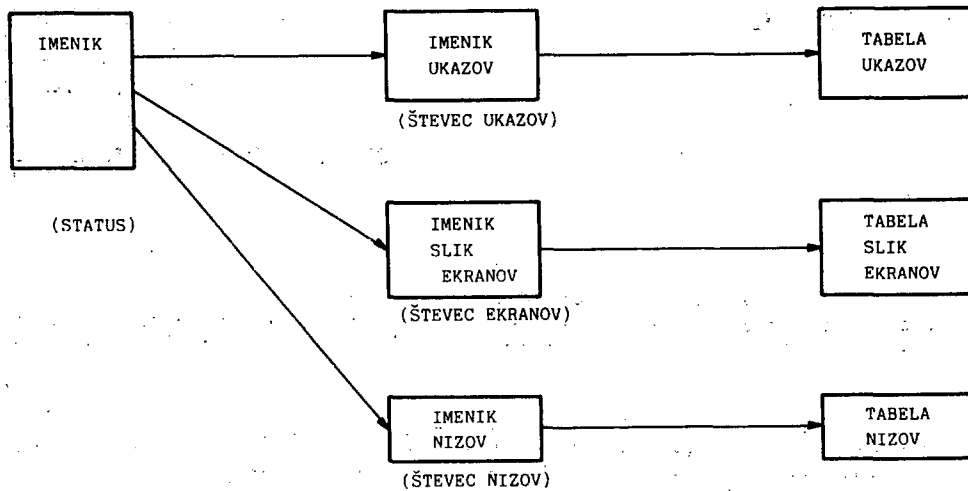 IMENIK
(STATUS)
IMENIK
UKAZOV
(ŠTEVEC UKAZOV)
TABELA
UKAZOV
IMENIK
SLIK
EKRANOV
(ŠTEVEC EKRANOV)
TABELA
SLIK
EKRANOV
IMENIK
NIZOV
(ŠTEVEC NIZOV)
TABELA
NIZOV